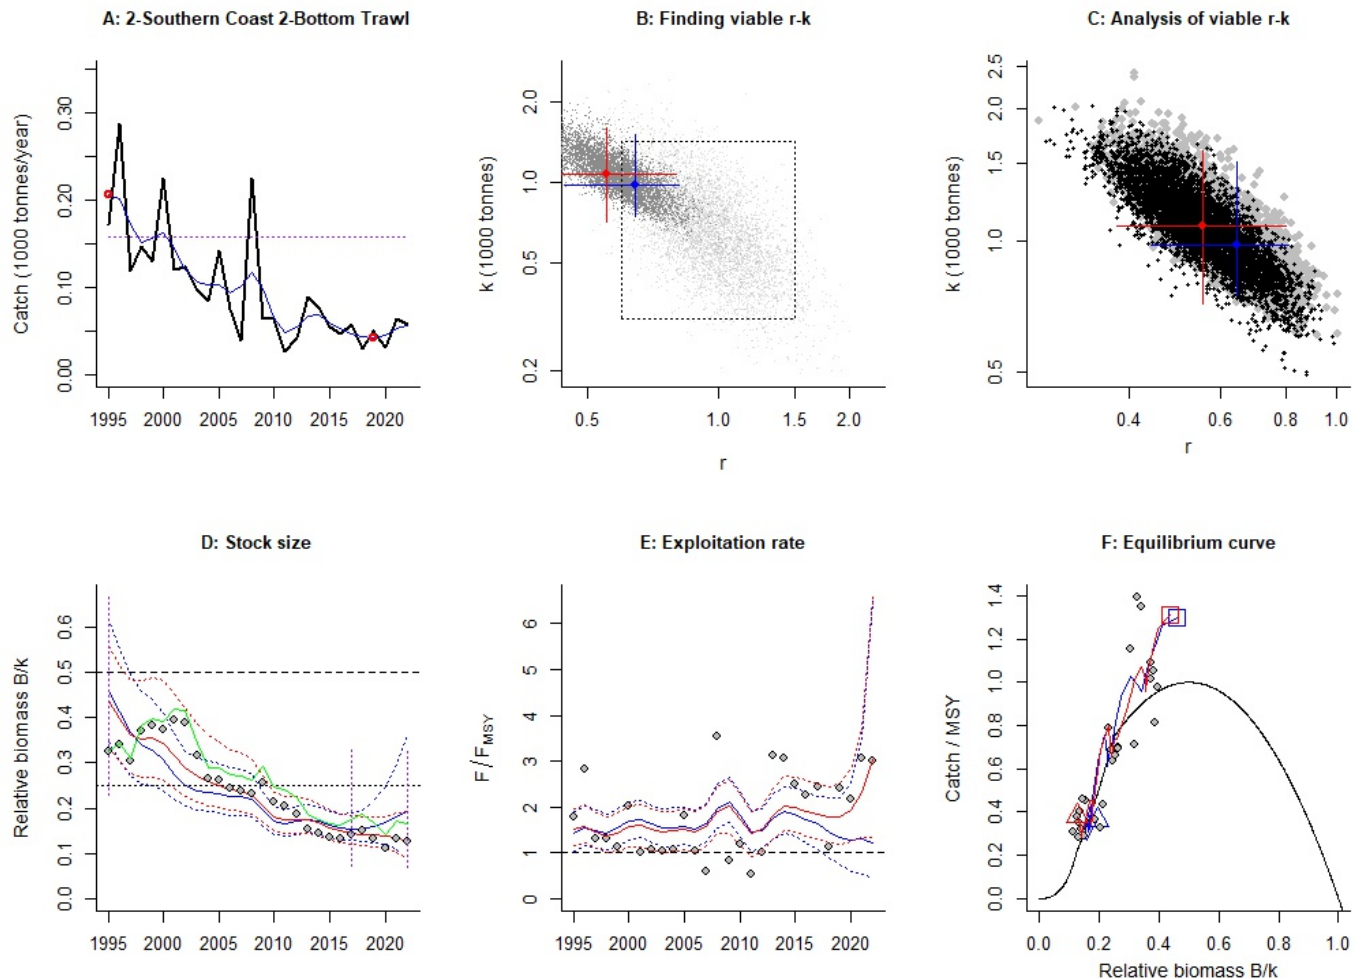 A: 2-Southern Coast 2-Bottom Trawl
Catch (1000 tonnes/year)
0.00 0.10 0.20 0.30
1995 2000 2005 2010 2015 2020
B: Finding viable r-k
k (1000 tonnes)
0.2 0.5 1.0 2.0
0.5 1.0 1.5 2.0
r
C: Analysis of viable r-k
k (1000 tonnes)
0.5 1.0 1.5 2.0 2.5
0.4 0.6 0.8 1.0
r
D: Stock size
Relative biomass B/k
0.0 0.1 0.2 0.3 0.4 0.5 0.6
1995 2000 2005 2010 2015 2020
E: Exploitation rate
F / FMSY
0 1 2 3 4 5 6
1995 2000 2005 2010 2015 2020
F: Equilibrium curve
Catch / MSY
0.0 0.2 0.4 0.6 0.8 1.0 1.2 1.4
0.0 0.2 0.4 0.6 0.8 1.0
Relative biomass B/k